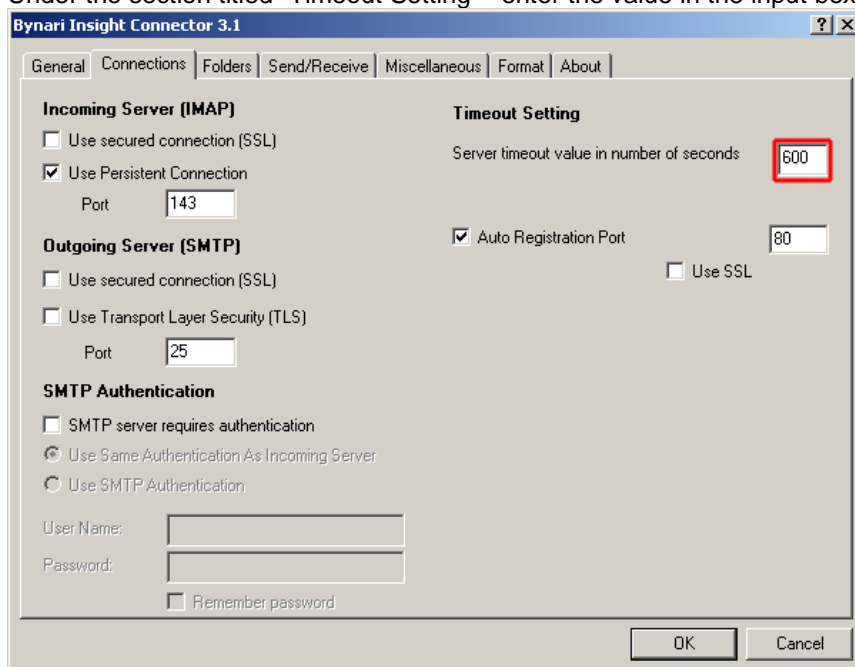 Under the section titled "Timeout Setting" enter the value in the input box
Bynari Insight Connector 3.1
General Connections Folders Send/Receive Miscellaneous Format About
Incoming Server (IMAP)
Use secured connection (SSL)
Use Persistent Connection
Port 143
Outgoing Server (SMTP)
Use secured connection (SSL)
Use Transport Layer Security (TLS)
Port 25
SMTP Authentication
SMTP server requires authentication
Use Same Authentication As Incoming Server
Use SMTP Authentication
User Name:
Password:
Remember password
Timeout Setting
Server timeout value in number of seconds 600
Auto Registration Port 80
Use SSL
OK Cancel